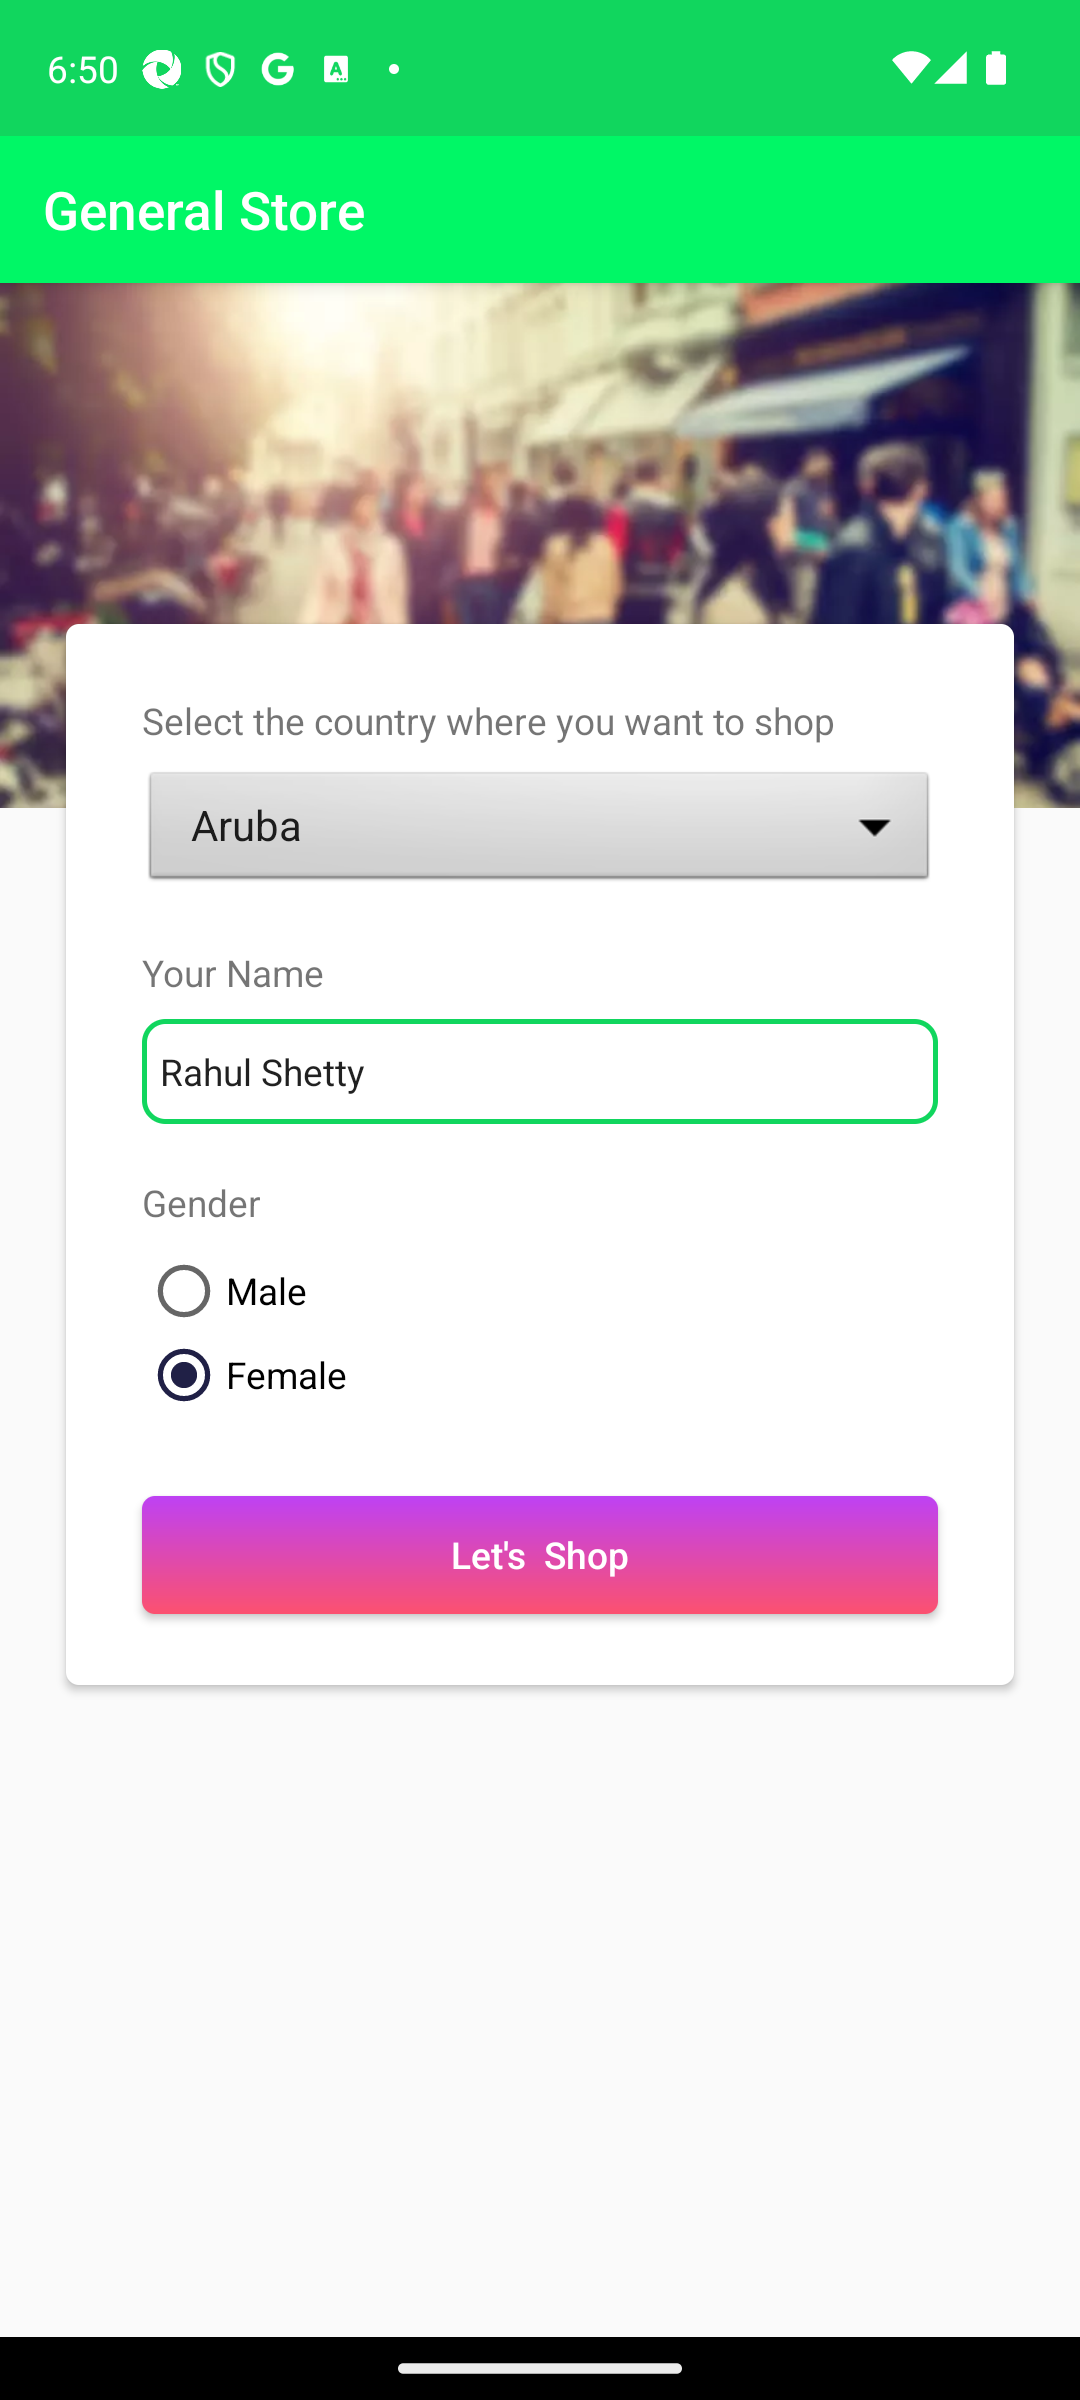 6:50
General Store
Select the country where you want to shop
Aruba
Your Name
Rahul Shetty
Gender
Male
Female
Let's Shop